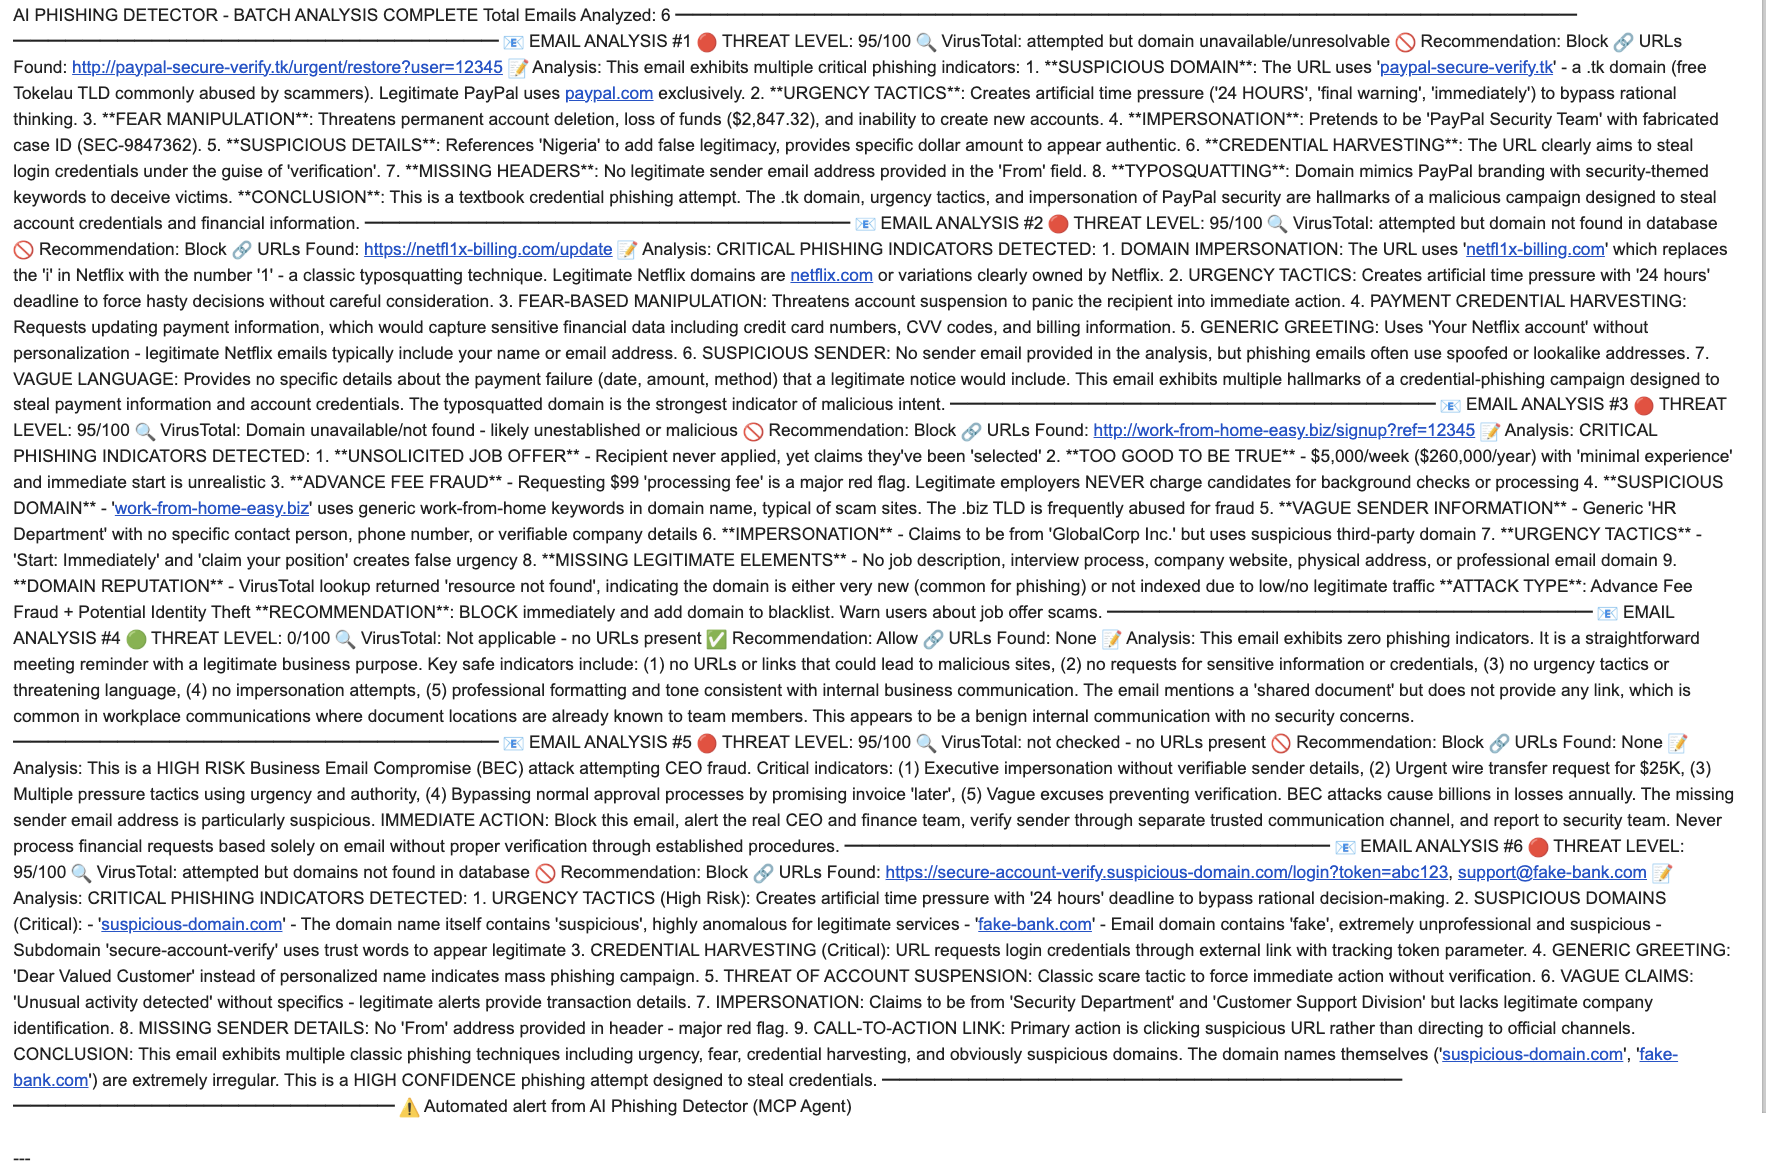 AI PHISHING DETECTOR - BATCH ANALYSIS COMPLETE Total Emails Analyzed: 6 ━━━━━━━━━━━━━━━━━━━━━━━━━━━━━━━━━━━━━━━━
━━━━━━━━━━━━━━━━━━━━━━ 📧 EMAIL ANALYSIS #1 🔴 THREAT LEVEL: 95/100 🔍 VirusTotal: attempted but domain unavailable/unresolvable 🚫 Recommendation: Block 🔗 URLs
Found: http://paypal-secure-verify.tk/urgent/restore?user=12345 📝 Analysis: This email exhibits multiple critical phishing indicators: 1. **SUSPICIOUS DOMAIN**: The URL uses 'paypal-secure-verify.tk' - a .tk domain (free
Tokelau TLD commonly abused by scammers). Legitimate PayPal uses paypal.com exclusively. 2. **URGENCY TACTICS**: Creates artificial time pressure ('24 HOURS', 'final warning', 'immediately') to bypass rational
thinking. 3. **FEAR MANIPULATION**: Threatens permanent account deletion, loss of funds ($2,847.32), and inability to create new accounts. 4. **IMPERSONATION**: Pretends to be 'PayPal Security Team' with fabricated
case ID (SEC-9847362). 5. **SUSPICIOUS DETAILS**: References 'Nigeria' to add false legitimacy, provides specific dollar amount to appear authentic. 6. **CREDENTIAL HARVESTING**: The URL clearly aims to steal
login credentials under the guise of 'verification'. 7. **MISSING HEADERS**: No legitimate sender email address provided in the 'From' field. 8. **TYPOSQUATTING**: Domain mimics PayPal branding with security-themed
keywords to deceive victims. **CONCLUSION**: This is a textbook credential phishing attempt. The .tk domain, urgency tactics, and impersonation of PayPal security are hallmarks of a malicious campaign designed to steal
account credentials and financial information. ━━━━━━━━━━━━━━━━━━━━━━ 📧 EMAIL ANALYSIS #2 🔴 THREAT LEVEL: 95/100 🔍 VirusTotal: attempted but domain not found in database
🚫 Recommendation: Block 🔗 URLs Found: https://netfl1x-billing.com/update 📝 Analysis: CRITICAL PHISHING INDICATORS DETECTED: 1. DOMAIN IMPERSONATION: The URL uses 'netfl1x-billing.com' which replaces
the 'i' in Netflix with the number '1' - a classic typosquatting technique. Legitimate Netflix domains are netflix.com or variations clearly owned by Netflix. 2. URGENCY TACTICS: Creates artificial time pressure with '24 hours'
deadline to force hasty decisions without careful consideration. 3. FEAR-BASED MANIPULATION: Threatens account suspension to panic the recipient into immediate action. 4. PAYMENT CREDENTIAL HARVESTING:
Requests updating payment information, which would capture sensitive financial data including credit card numbers, CVV codes, and billing information. 5. GENERIC GREETING: Uses 'Your Netflix account' without
personalization - legitimate Netflix emails typically include your name or email address. 6. SUSPICIOUS SENDER: No sender email provided in the analysis, but phishing emails often use spoofed or lookalike addresses. 7.
VAGUE LANGUAGE: Provides no specific details about the payment failure (date, amount, method) that a legitimate notice would include. This email exhibits multiple hallmarks of a credential-phishing campaign designed to
steal payment information and account credentials. The typosquatted domain is the strongest indicator of malicious intent. ━━━━━━━━━━━━━━━━━━━━━━ 📧 EMAIL ANALYSIS #3 🔴 THREAT
LEVEL: 95/100 🔍 VirusTotal: Domain unavailable/not found - likely unestablished or malicious 🚫 Recommendation: Block 🔗 URLs Found: http://work-from-home-easy.biz/signup?ref=12345 📝 Analysis: CRITICAL
PHISHING INDICATORS DETECTED: 1. **UNSOLICITED JOB OFFER** - Recipient never applied, yet claims they've been 'selected' 2. **TOO GOOD TO BE TRUE** - $5,000/week ($260,000/year) with 'minimal experience'
and immediate start is unrealistic 3. **ADVANCE FEE FRAUD** - Requesting $99 'processing fee' is a major red flag. Legitimate employers NEVER charge candidates for background checks or processing 4. **SUSPICIOUS
DOMAIN** - 'work-from-home-easy.biz' uses generic work-from-home keywords in domain name, typical of scam sites. The .biz TLD is frequently abused for fraud 5. **VAGUE SENDER INFORMATION** - Generic 'HR
Department' with no specific contact person, phone number, or verifiable company details 6. **IMPERSONATION** - Claims to be from 'GlobalCorp Inc.' but uses suspicious third-party domain 7. **URGENCY TACTICS** -
'Start: Immediately' and 'claim your position' creates false urgency 8. **MISSING LEGITIMATE ELEMENTS** - No job description, interview process, company website, physical address, or professional email domain 9.
**DOMAIN REPUTATION** - VirusTotal lookup returned 'resource not found', indicating the domain is either very new (common for phishing) or not indexed due to low/no legitimate traffic **ATTACK TYPE**: Advance Fee
Fraud + Potential Identity Theft **RECOMMENDATION**: BLOCK immediately and add domain to blacklist. Warn users about job offer scams. ━━━━━━━━━━━━━━━━━━━━━━ 📧 EMAIL
ANALYSIS #4 🟢 THREAT LEVEL: 0/100 🔍 VirusTotal: Not applicable - no URLs present ✅ Recommendation: Allow 🔗 URLs Found: None 📝 Analysis: This email exhibits zero phishing indicators. It is a straightforward
meeting reminder with a legitimate business purpose. Key safe indicators include: (1) no URLs or links that could lead to malicious sites, (2) no requests for sensitive information or credentials, (3) no urgency tactics or
threatening language, (4) no impersonation attempts, (5) professional formatting and tone consistent with internal business communication. The email mentions a 'shared document' but does not provide any link, which is
common in workplace communications where document locations are already known to team members. This appears to be a benign internal communication with no security concerns.
━━━━━━━━━━━━━━━━━━━━━━ 📧 EMAIL ANALYSIS #5 🔴 THREAT LEVEL: 95/100 🔍 VirusTotal: not checked - no URLs present 🚫 Recommendation: Block 🔗 URLs Found: None 📝
Analysis: This is a HIGH RISK Business Email Compromise (BEC) attack attempting CEO fraud. Critical indicators: (1) Executive impersonation without verifiable sender details, (2) Urgent wire transfer request for $25K, (3)
Multiple pressure tactics using urgency and authority, (4) Bypassing normal approval processes by promising invoice 'later', (5) Vague excuses preventing verification. BEC attacks cause billions in losses annually. The missing
sender email address is particularly suspicious. IMMEDIATE ACTION: Block this email, alert the real CEO and finance team, verify sender through separate trusted communication channel, and report to security team. Never
process financial requests based solely on email without proper verification through established procedures. ━━━━━━━━━━━━━━━━━━━━━━ 📧 EMAIL ANALYSIS #6 🔴 THREAT LEVEL:
95/100 🔍 VirusTotal: attempted but domains not found in database 🚫 Recommendation: Block 🔗 URLs Found: https://secure-account-verify.suspicious-domain.com/login?token=abc123, support@fake-bank.com 📝
Analysis: CRITICAL PHISHING INDICATORS DETECTED: 1. URGENCY TACTICS (High Risk): Creates artificial time pressure with '24 hours' deadline to bypass rational decision-making. 2. SUSPICIOUS DOMAINS
(Critical): - 'suspicious-domain.com' - The domain name itself contains 'suspicious', highly anomalous for legitimate services - 'fake-bank.com' - Email domain contains 'fake', extremely unprofessional and suspicious -
Subdomain 'secure-account-verify' uses trust words to appear legitimate 3. CREDENTIAL HARVESTING (Critical): URL requests login credentials through external link with tracking token parameter. 4. GENERIC GREETING:
'Dear Valued Customer' instead of personalized name indicates mass phishing campaign. 5. THREAT OF ACCOUNT SUSPENSION: Classic scare tactic to force immediate action without verification. 6. VAGUE CLAIMS:
'Unusual activity detected' without specifics - legitimate alerts provide transaction details. 7. IMPERSONATION: Claims to be from 'Security Department' and 'Customer Support Division' but lacks legitimate company
identification. 8. MISSING SENDER DETAILS: No 'From' address provided in header - major red flag. 9. CALL-TO-ACTION LINK: Primary action is clicking suspicious URL rather than directing to official channels.
CONCLUSION: This email exhibits multiple classic phishing techniques including urgency, fear, credential harvesting, and obviously suspicious domains. The domain names themselves ('suspicious-domain.com', 'fake-
bank.com') are extremely irregular. This is a HIGH CONFIDENCE phishing attempt designed to steal credentials. ━━━━━━━━━━━━━━━━━━━━━━━
━━━━━━━━━━━━━━━━━ ⚠️ Automated alert from AI Phishing Detector (MCP Agent)
---